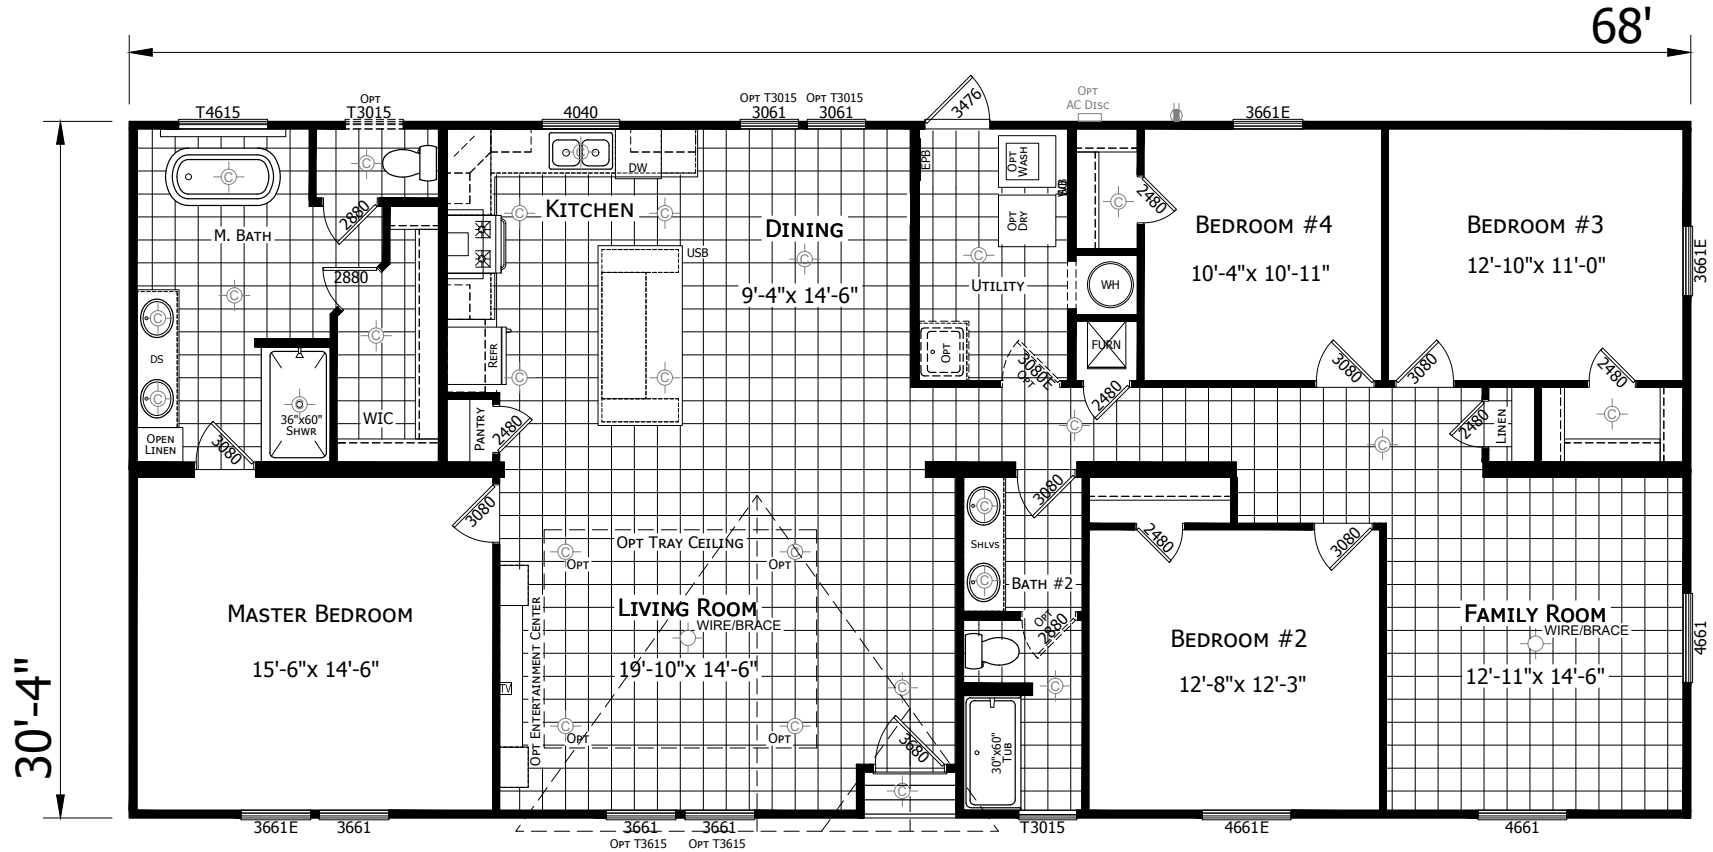 68'
30'-4"
T4615
OPT
T3015
4040
OPT T3015
3061
OPT T3015
3061
3476
OPT
AC DISC
3661E
M. BATH
2880
2880
DS
OPEN
LINEN
3080
36"x60"
SHWR
WIC
KITCHEN
DW
USB
REFR
PANTRY
2480
DINING
9'-4"x 14'-6"
EPB
OPT
WASH
OPT
DRY
UTILITY
OPT
3080E
OPT
WH
FURN
2480
2480
BEDROOM #4
10'-4"x 10'-11"
3080
BEDROOM #3
12'-10"x 11'-0"
3661E
3080
2480
2480
LINEN
MASTER BEDROOM
15'-6"x 14'-6"
3080
OPT TRAY CEILING
OPT
OPT
LIVING ROOM
WIRE/BRACE
19'-10"x 14'-6"
OPT ENTERTAINMENT CENTER
TV
OPT
OPT
3680
3080
SHLVS
BATH #2
OPT
2880
30"x60"
TUB
2480
3080
BEDROOM #2
12'-8"x 12'-3"
FAMILY ROOM
WIRE/BRACE
12'-11"x 14'-6"
4661
3661E
3661
3661
OPT T3615
3661
OPT T3615
T3015
4661E
4661